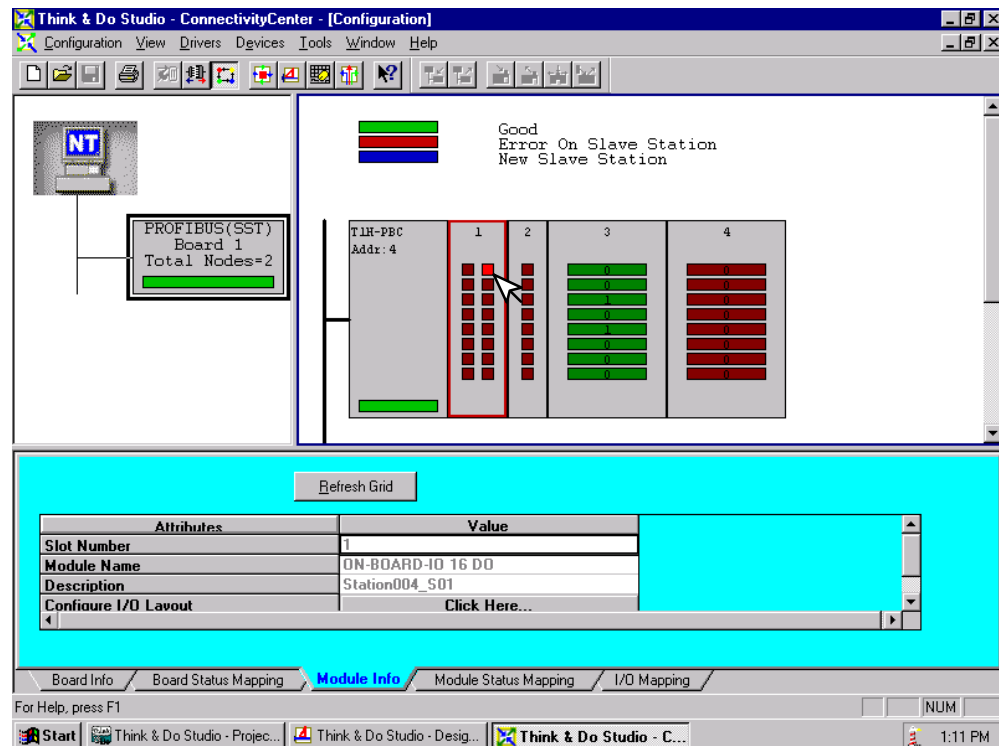 Think & Do Studio - ConnectivityCenter - [Configuration]
Configuration View Drivers Devices Tools Window Help
NT
PROFIBUS(SST)
Board 1
Total Nodes=2
Good
Error On Slave Station
New Slave Station
T1H-PBC
Addr: 4
1 2 3 4
0 0
0 0
1 0
0 0
1 0
0 0
0 0
0 0
Refresh Grid
Attributes Value
Slot Number 1
Module Name ON-BOARD-IO 16 DO
Description Station004_S01
Configure I/O Layout Click Here...
Board Info Board Status Mapping Module Info Module Status Mapping I/O Mapping
For Help, press F1 NUM
Start Think & Do Studio - Projec... Think & Do Studio - Desig... Think & Do Studio - C... 1:11 PM